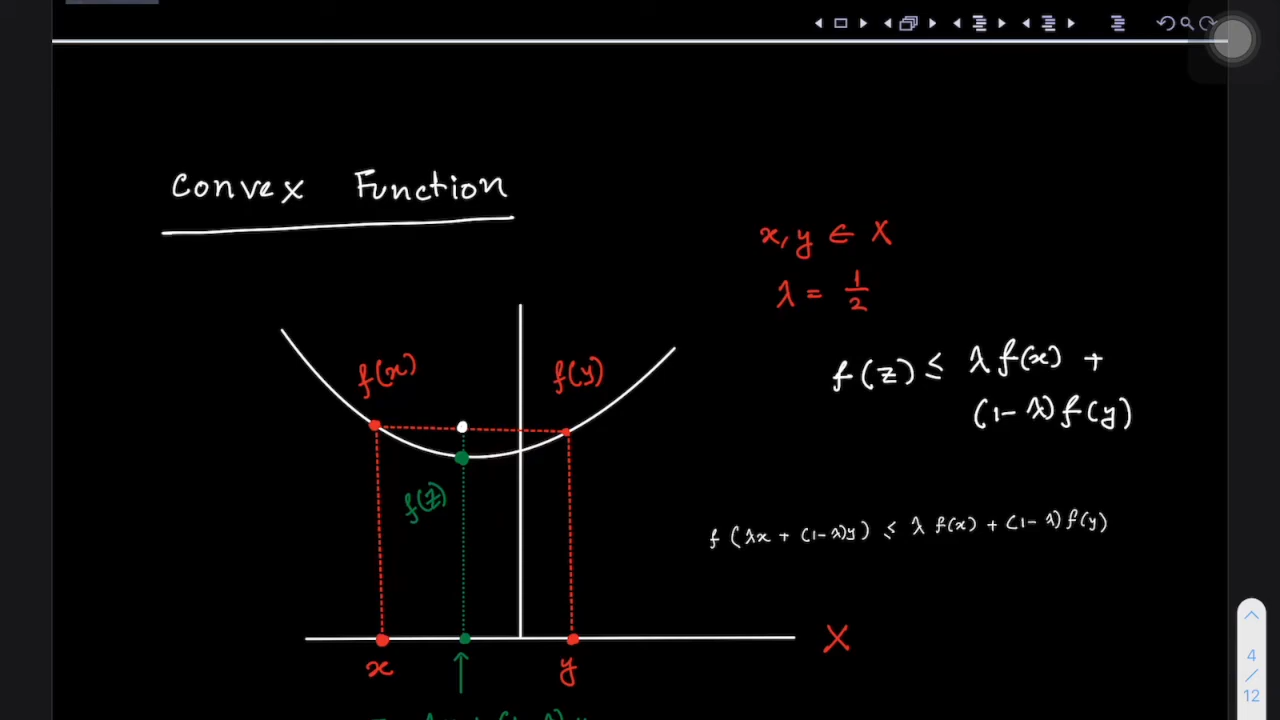 Convex Function
x, y ∈ X
λ = 1/2
f(z) ≤ λ f(x) +
(1-λ) f(y)
f(x)
f(y)
f(z)
f (λx + (1-λ)y) ≤ λ f(x) + (1-λ) f(y)
X
x
y
4
/
12